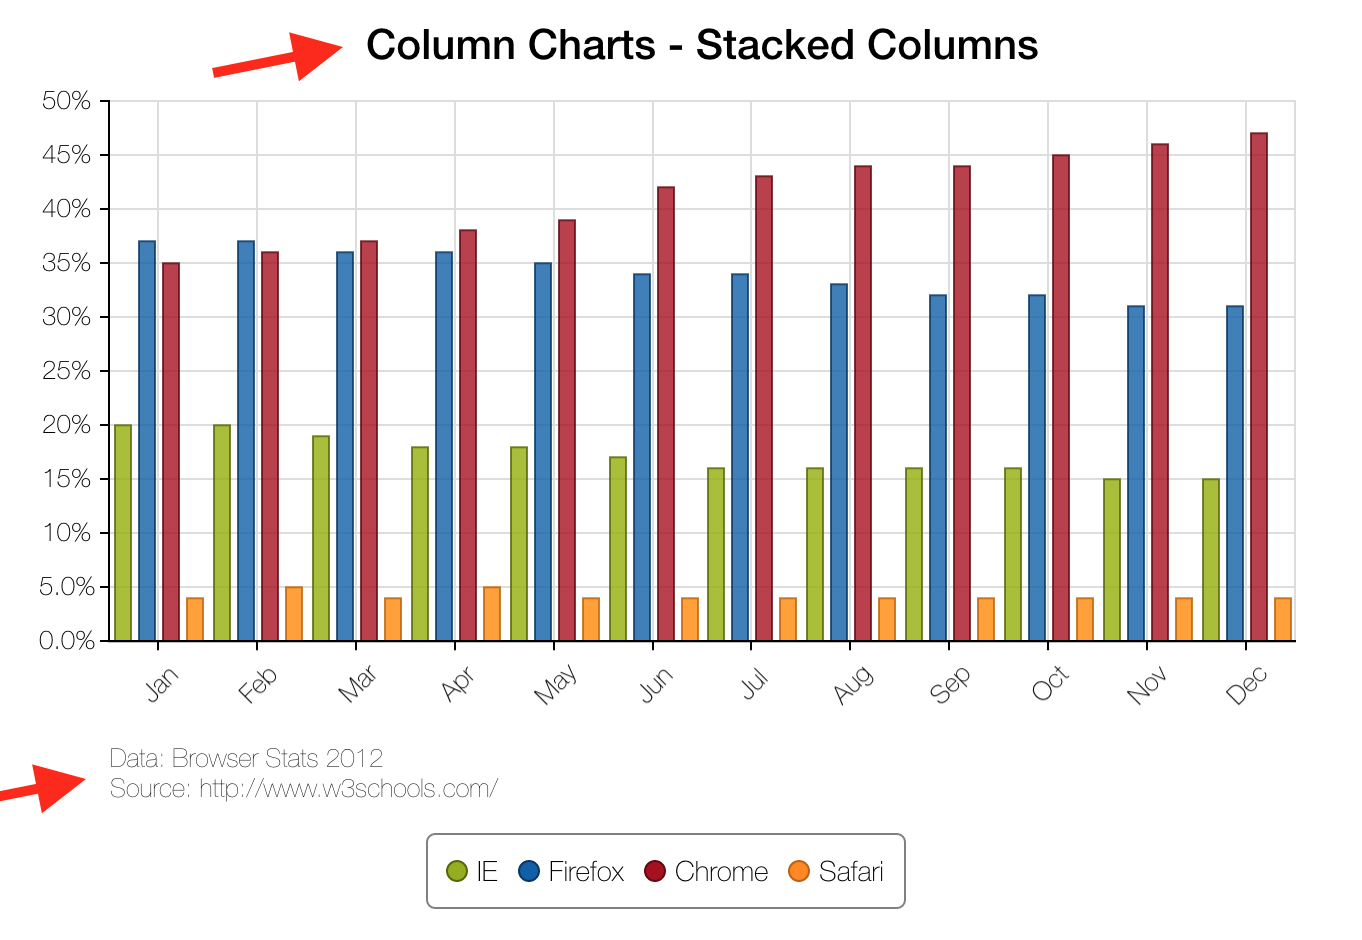 Column Charts - Stacked Columns
50%
45%
40%
35%
30%
25%
20%
15%
10%
5.0%
0.0%
Jan Feb Mar Apr May Jun Jul Aug Sep Oct Nov Dec
Data: Browser Stats 2012
Source: http://www.w3schools.com/
IE Firefox Chrome Safari